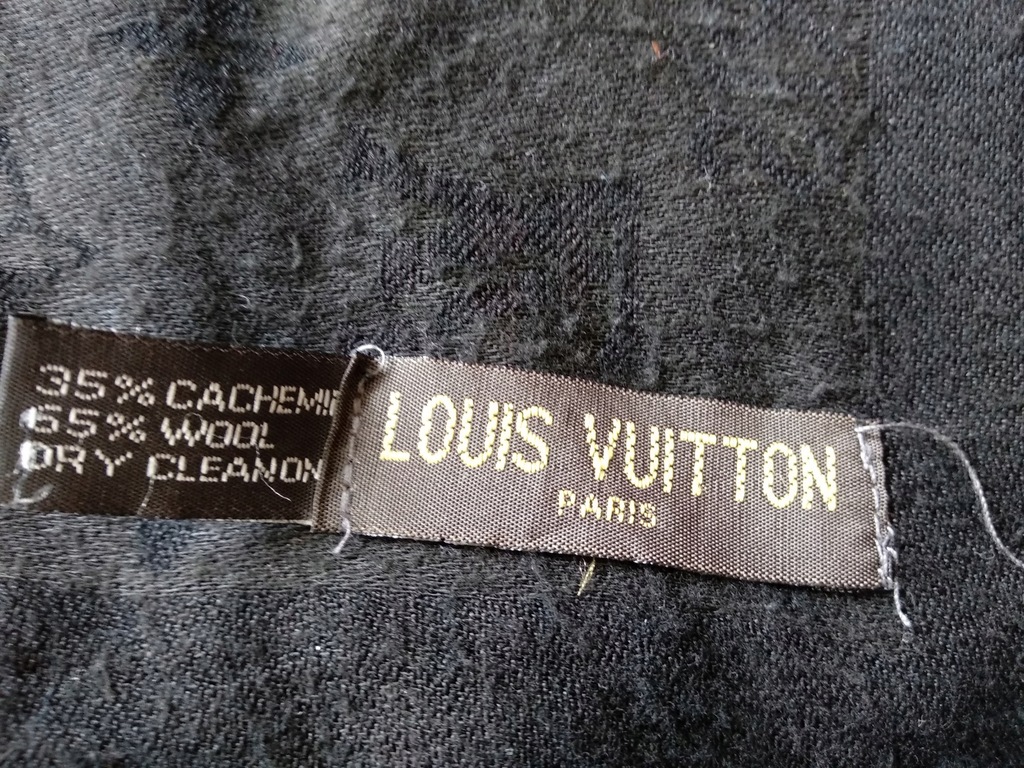 35% CACHEMI
65% WOOL
DRY CLEANON
LOUIS VUITTON
PARIS